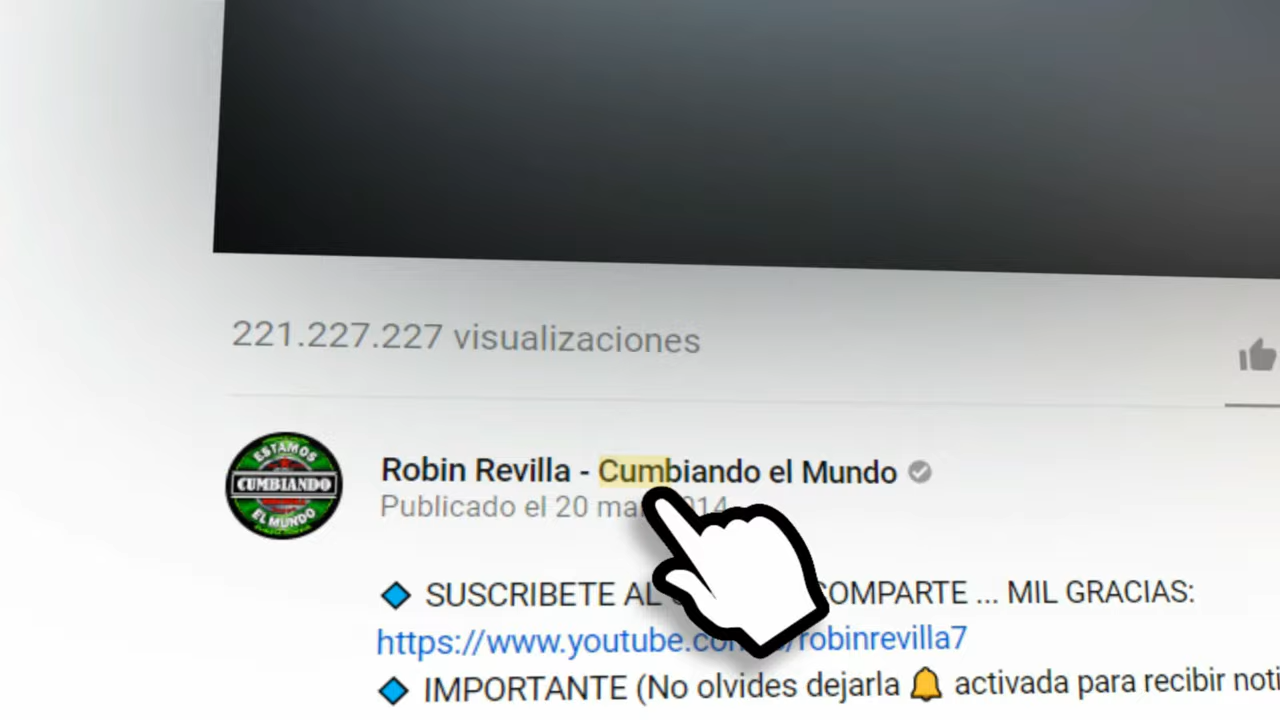 221.227.227 visualizaciones
ESTAMOS
CUMBIANDO
EL MUNDO
Robin Revilla - Cumbiando el Mundo
Publicado el 20 014
SUSCRIBETE AL COMPARTE ... MIL GRACIAS:
https://www.youtube.co /robinrevilla7
IMPORTANTE (No olvides dejarla 🔔 activada para recibir noti